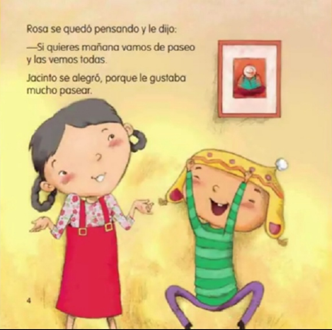 Rosa se quedó pensando y le dijo:
—Si quieres mañana vamos de paseo
y las vemos todas.
Jacinto se alegró, porque le gustaba
mucho pasear.
4